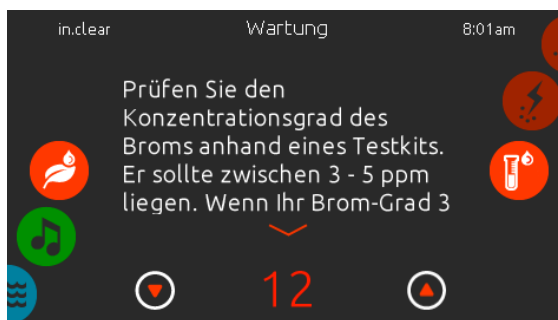 in.clear Wartung 8:01am
Prüfen Sie den
Konzentrationsgrad des
Broms anhand eines Testkits.
Er sollte zwischen 3 - 5 ppm
liegen. Wenn Ihr Brom-Grad 3
12